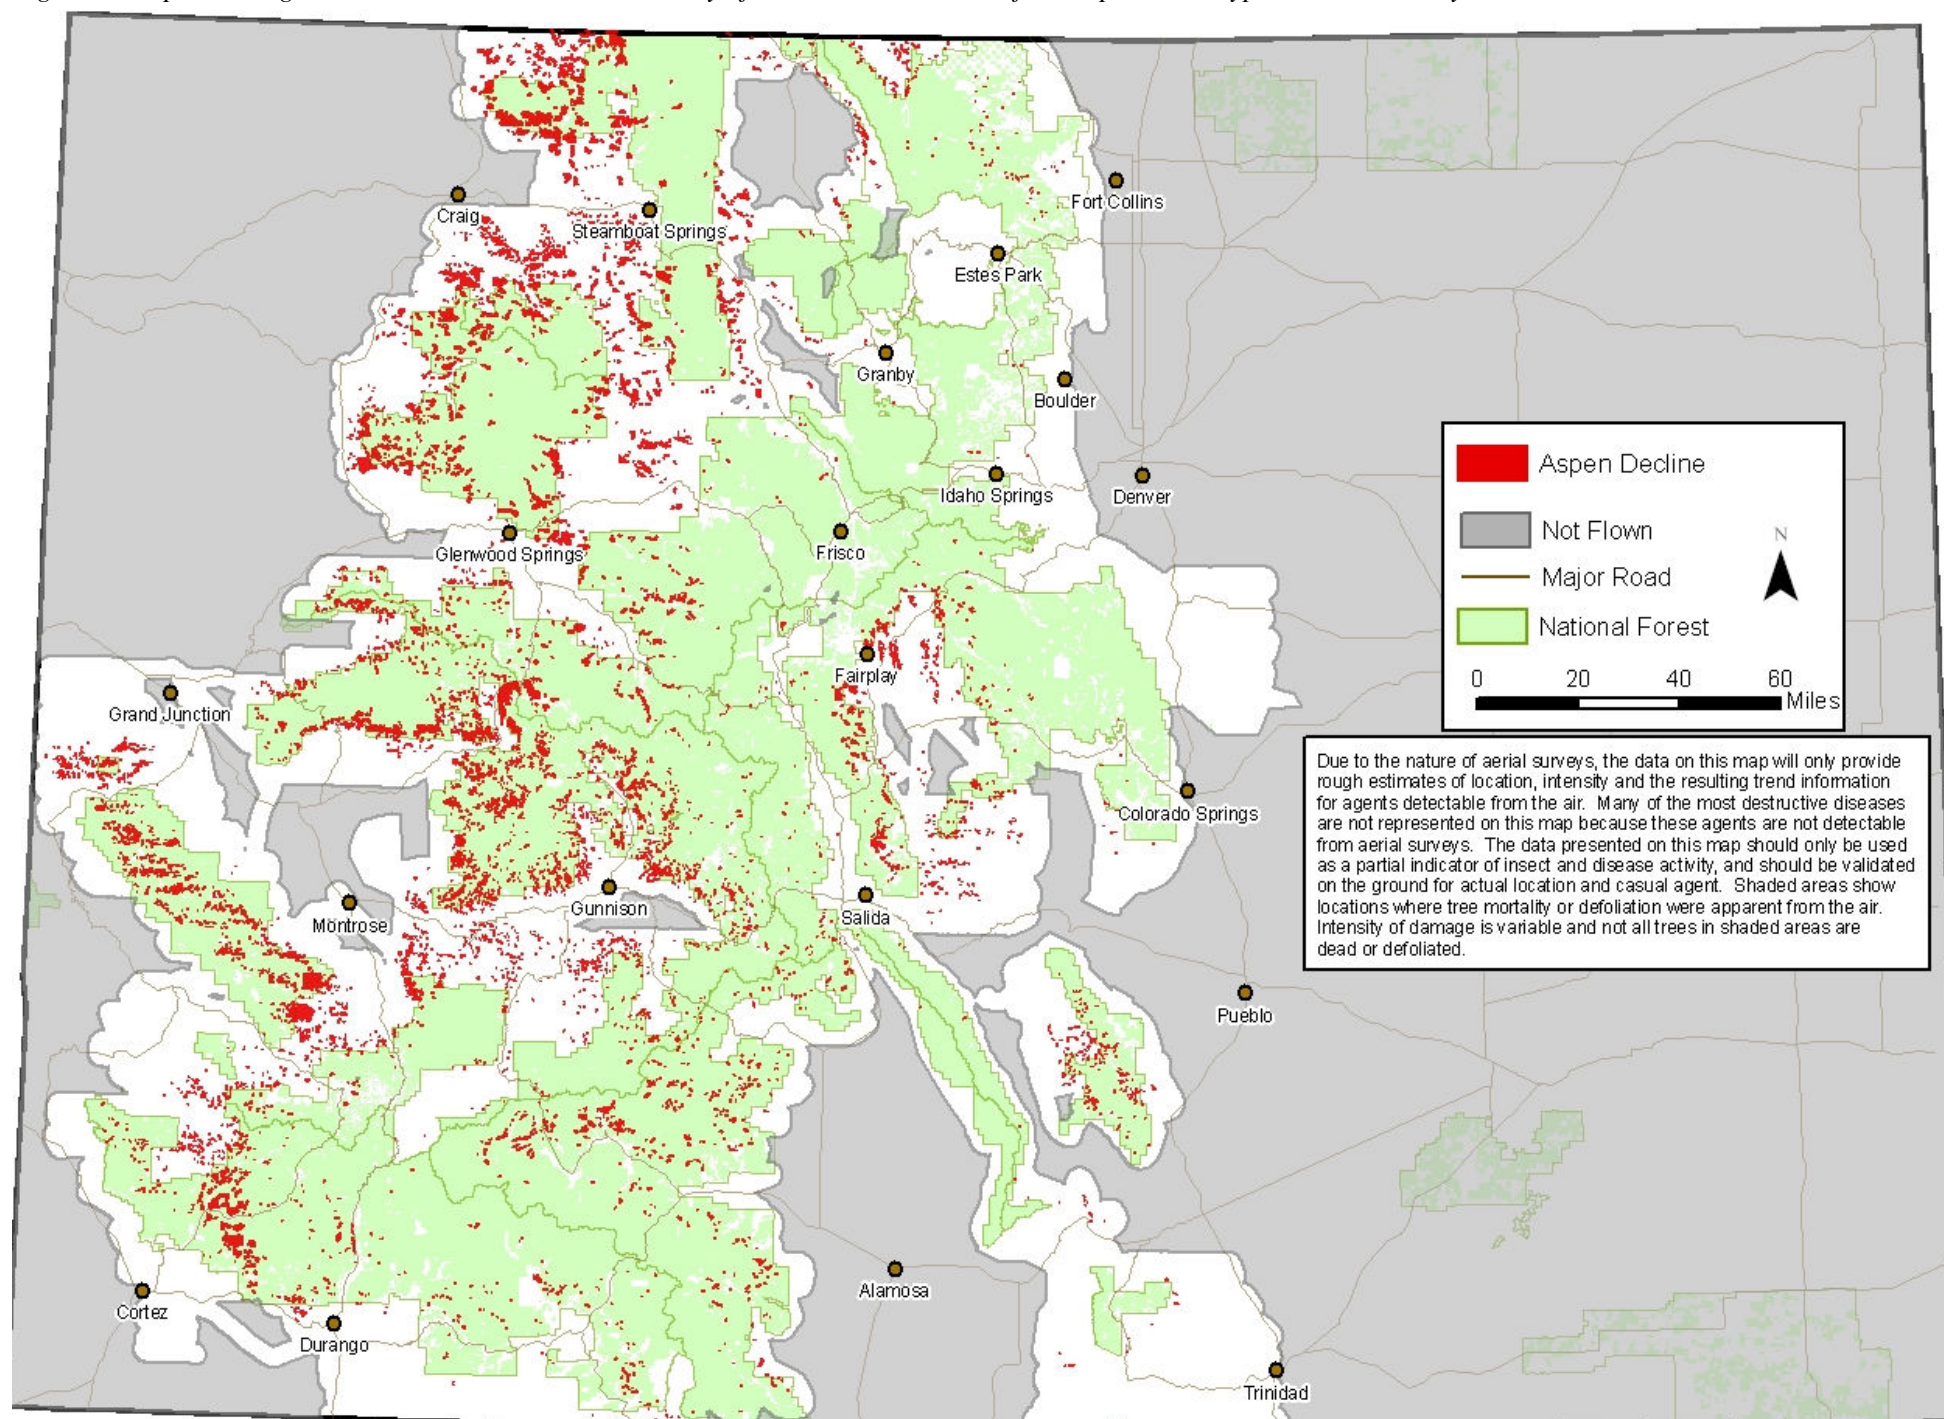 Craig
Steamboat Springs
Fort Collins
Estes Park
Granby
Boulder
Idaho Springs
Denver
Glenwood Springs
Frisco
Fairplay
Grand Junction
Colorado Springs
Gunnison
Montrose
Salida
Pueblo
Alamosa
Cortez
Durango
Trinidad
Aspen Decline
Not Flown
N
Major Road
National Forest
0 20 40 60
Miles
Due to the nature of aerial surveys, the data on this map will only provide
rough estimates of location, intensity and the resulting trend information
for agents detectable from the air. Many of the most destructive diseases
are not represented on this map because these agents are not detectable
from aerial surveys. The data presented on this map should only be used
as a partial indicator of insect and disease activity, and should be validated
on the ground for actual location and casual agent. Shaded areas show
locations where tree mortality or defoliation were apparent from the air.
Intensity of damage is variable and not all trees in shaded areas are
dead or defoliated.